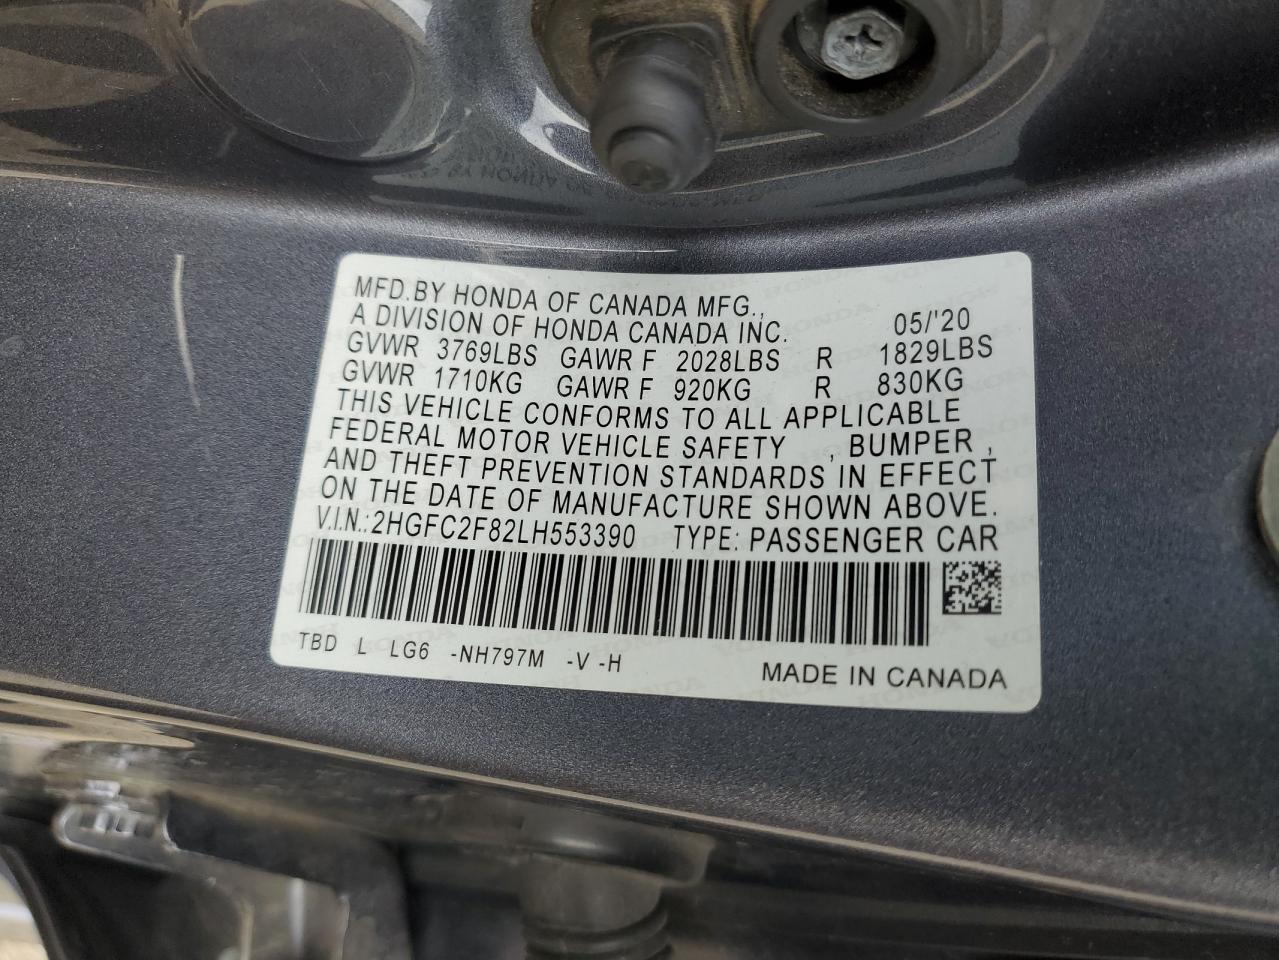 MFD.BY HONDA OF CANADA MFG.,
A DIVISION OF HONDA CANADA INC. 05/'20
GVWR 3769LBS GAWR F 2028LBS R 1829LBS
GVWR 1710KG GAWR F 920KG R 830KG
THIS VEHICLE CONFORMS TO ALL APPLICABLE
FEDERAL MOTOR VEHICLE SAFETY , BUMPER ,
AND THEFT PREVENTION STANDARDS IN EFFECT
ON THE DATE OF MANUFACTURE SHOWN ABOVE.
V.I.N.:2HGFC2F82LH553390 TYPE: PASSENGER CAR
TBD L LG6 -NH797M -V -H
MADE IN CANADA